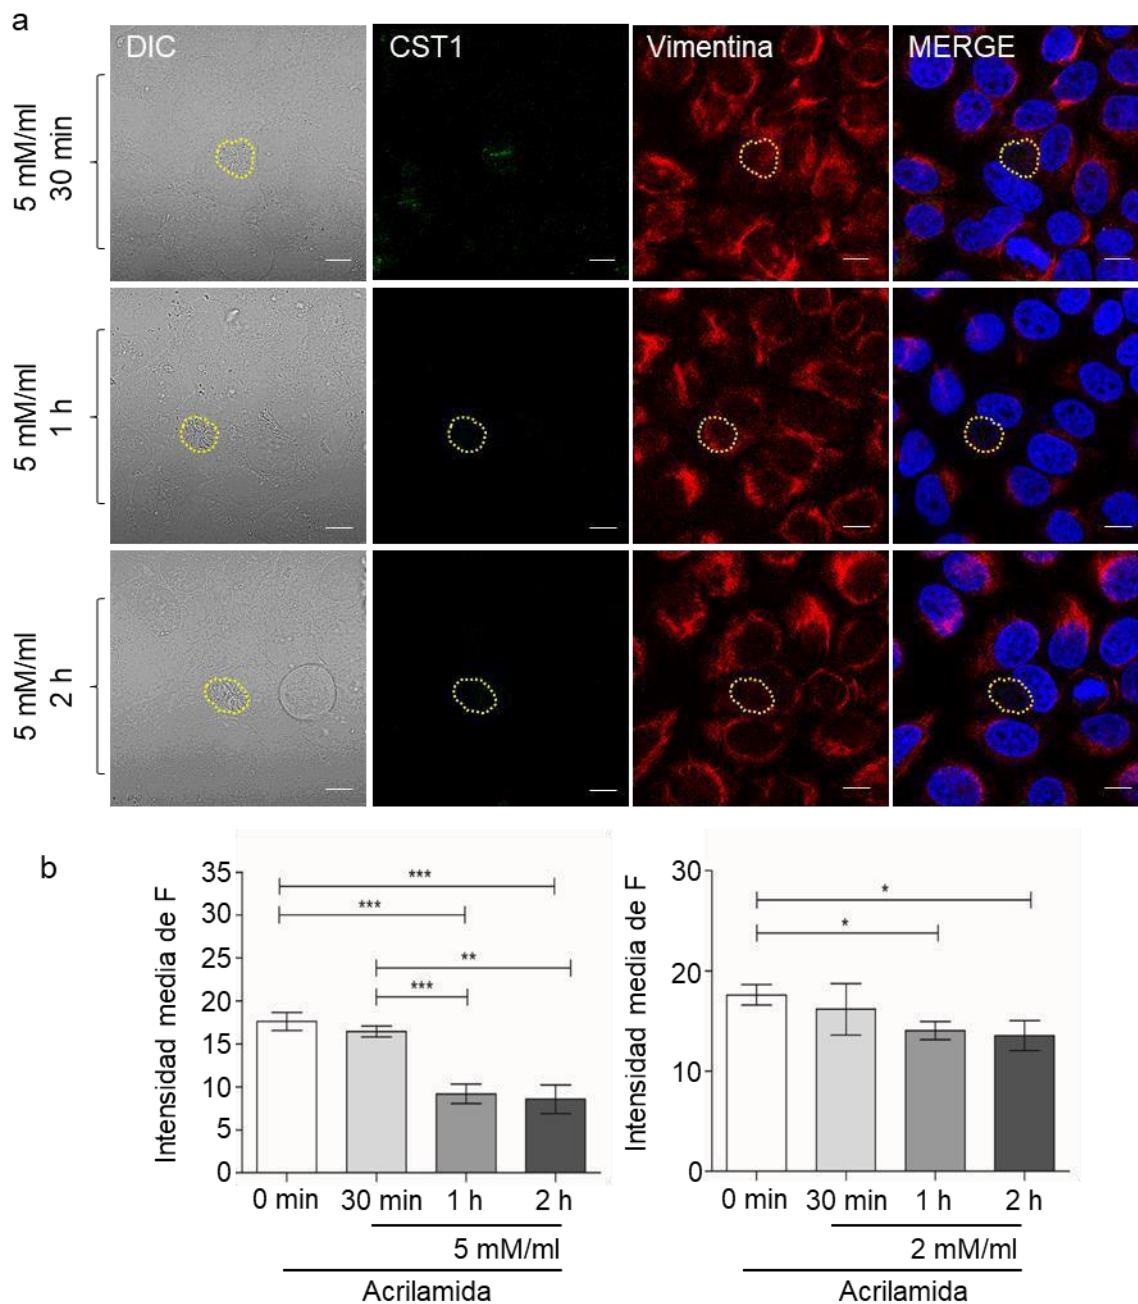 a
DIC
CST1
Vimentina
MERGE
5 mM/ml
30 min
5 mM/ml
1 h
5 mM/ml
2 h
b
Intensidad media de F
35
30
25
20
15
10
5
0
***
***
**
***
0 min 30 min 1 h 2 h
5 mM/ml
Acrilamida
Intensidad media de F
30
20
10
0
*
*
0 min 30 min 1 h 2 h
2 mM/ml
Acrilamida